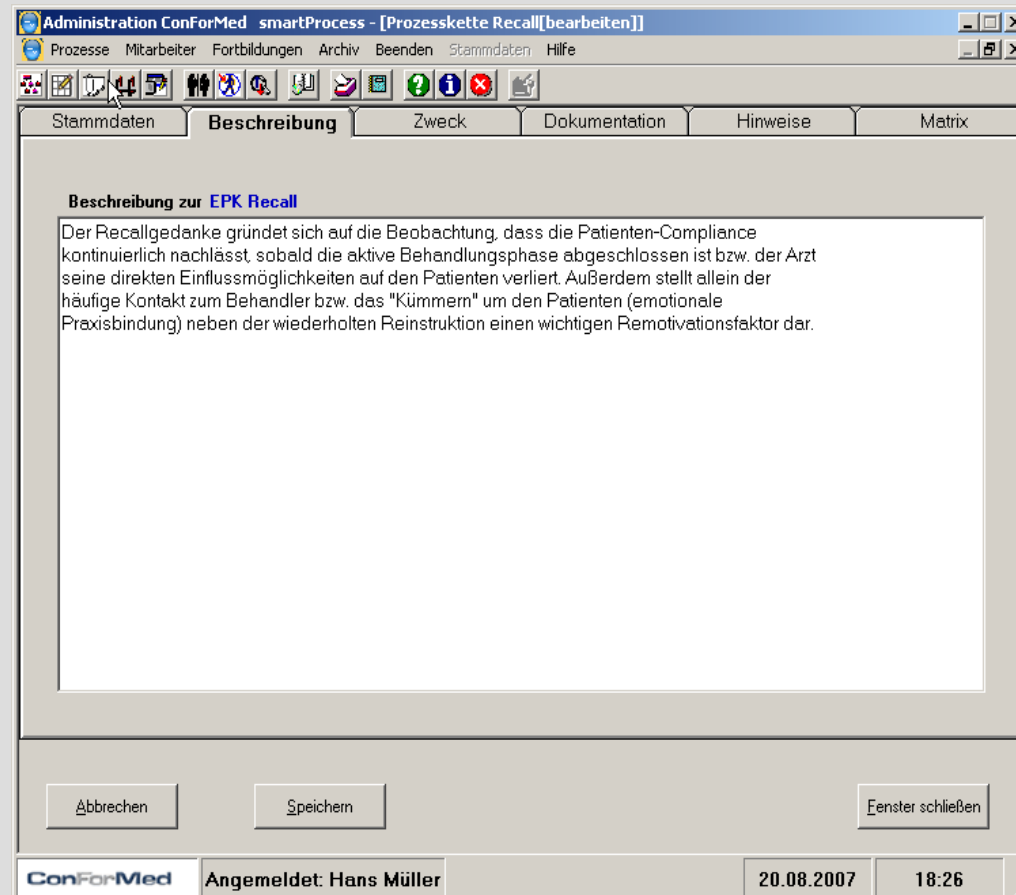 Administration ConForMed smartProcess - [Prozesskette Recall[bearbeiten]]
Prozesse Mitarbeiter Fortbildungen Archiv Beenden Stammdaten Hilfe
Stammdaten Beschreibung Zweck Dokumentation Hinweise Matrix
Beschreibung zur EPK Recall
Der Recallgedanke gründet sich auf die Beobachtung, dass die Patienten-Compliance
kontinuierlich nachlässt, sobald die aktive Behandlungsphase abgeschlossen ist bzw. der Arzt
seine direkten Einflussmöglichkeiten auf den Patienten verliert. Außerdem stellt allein der
häufige Kontakt zum Behandler bzw. das "Kümmern" um den Patienten (emotionale
Praxisbindung) neben der wiederholten Reinstruktion einen wichtigen Remotivationsfaktor dar.
Abbrechen Speichern Fenster schließen
ConForMed Angemeldet: Hans Müller 20.08.2007 18:26